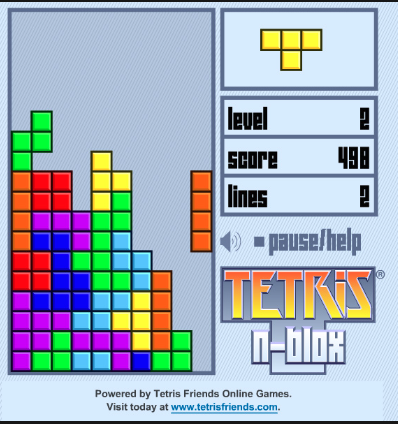 level 2
score 498
lines 2
= pause/help
TETRiS®
n-blox
Powered by Tetris Friends Online Games.
Visit today at www.tetrisfriends.com.